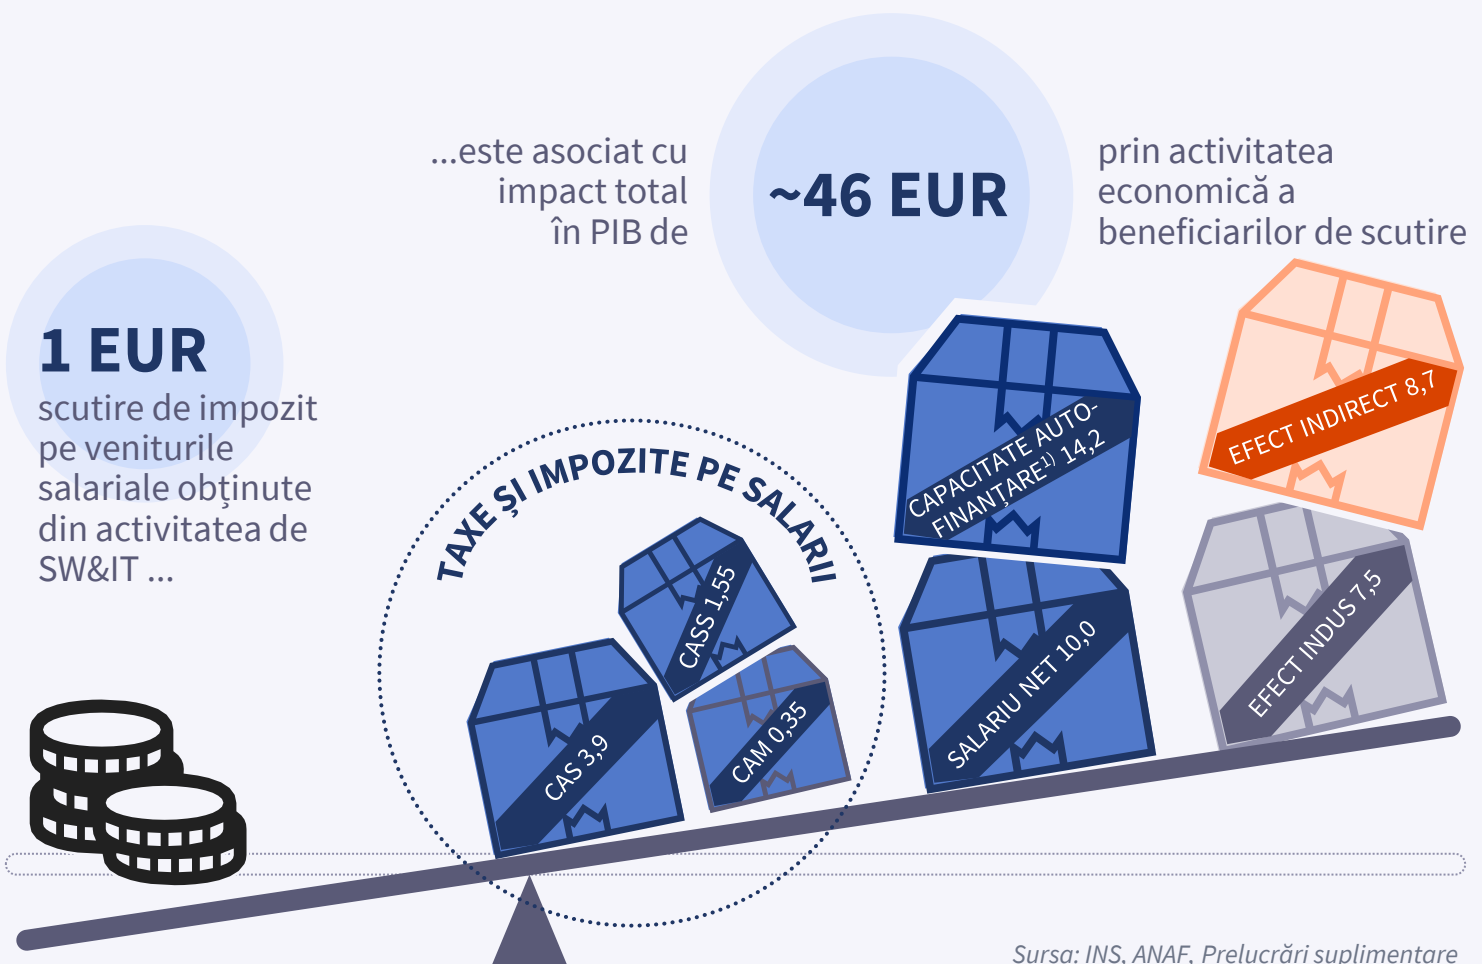 ...este asociat cu
impact total
în PIB de
~46 EUR
prin activitatea
economică a
beneficiarilor de scutire
1 EUR
scutire de impozit
pe veniturile
salariale obținute
din activitatea de
SW&IT ...
TAXE ȘI IMPOZITE PE SALARII
CAS 3,9
CASS 1,55
CAM 0,35
CAPACITATE AUTO-
FINANȚARE¹⁾ 14,2
SALARIU NET 10,0
EFECT INDIRECT 8,7
EFECT INDUS 7,5
Sursa: INS, ANAF, Prelucrări suplimentare